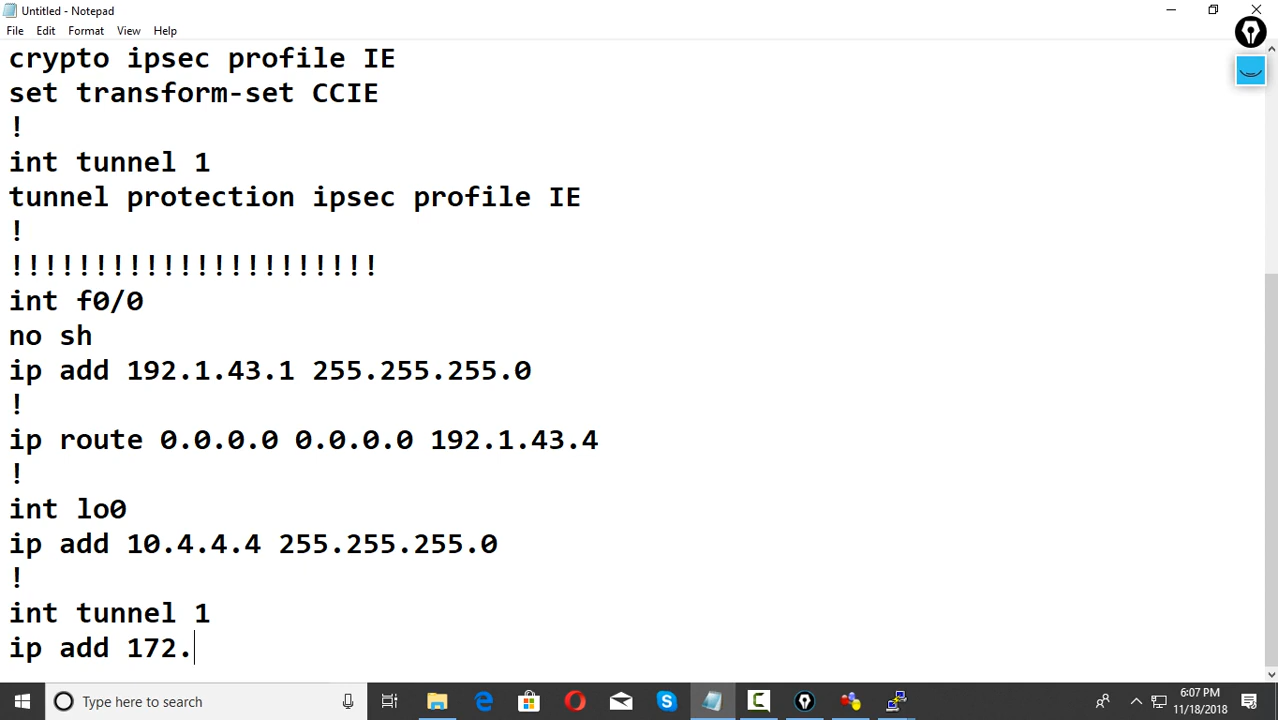 Untitled - Notepad
File Edit Format View Help
crypto ipsec profile IE
set transform-set CCIE
!
int tunnel 1
tunnel protection ipsec profile IE
!
!!!!!!!!!!!!!!!!!!!!!!
int f0/0
no sh
ip add 192.1.43.1 255.255.255.0
!
ip route 0.0.0.0 0.0.0.0 192.1.43.4
!
int lo0
ip add 10.4.4.4 255.255.255.0
!
int tunnel 1
ip add 172.
Type here to search
6:07 PM
11/18/2018